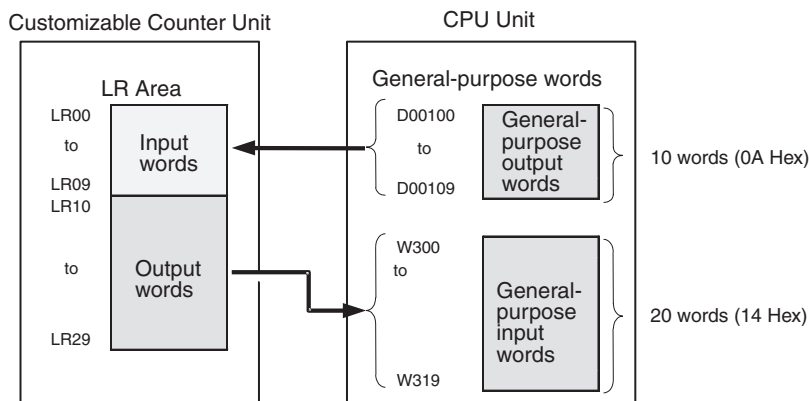 Customizable Counter Unit
CPU Unit
LR Area
General-purpose words
LR00
to
LR09
LR10
to
LR29
Input
words
Output
words
D00100
to
D00109
General-
purpose
output
words
10 words (0A Hex)
W300
to
W319
General-
purpose
input
words
20 words (14 Hex)